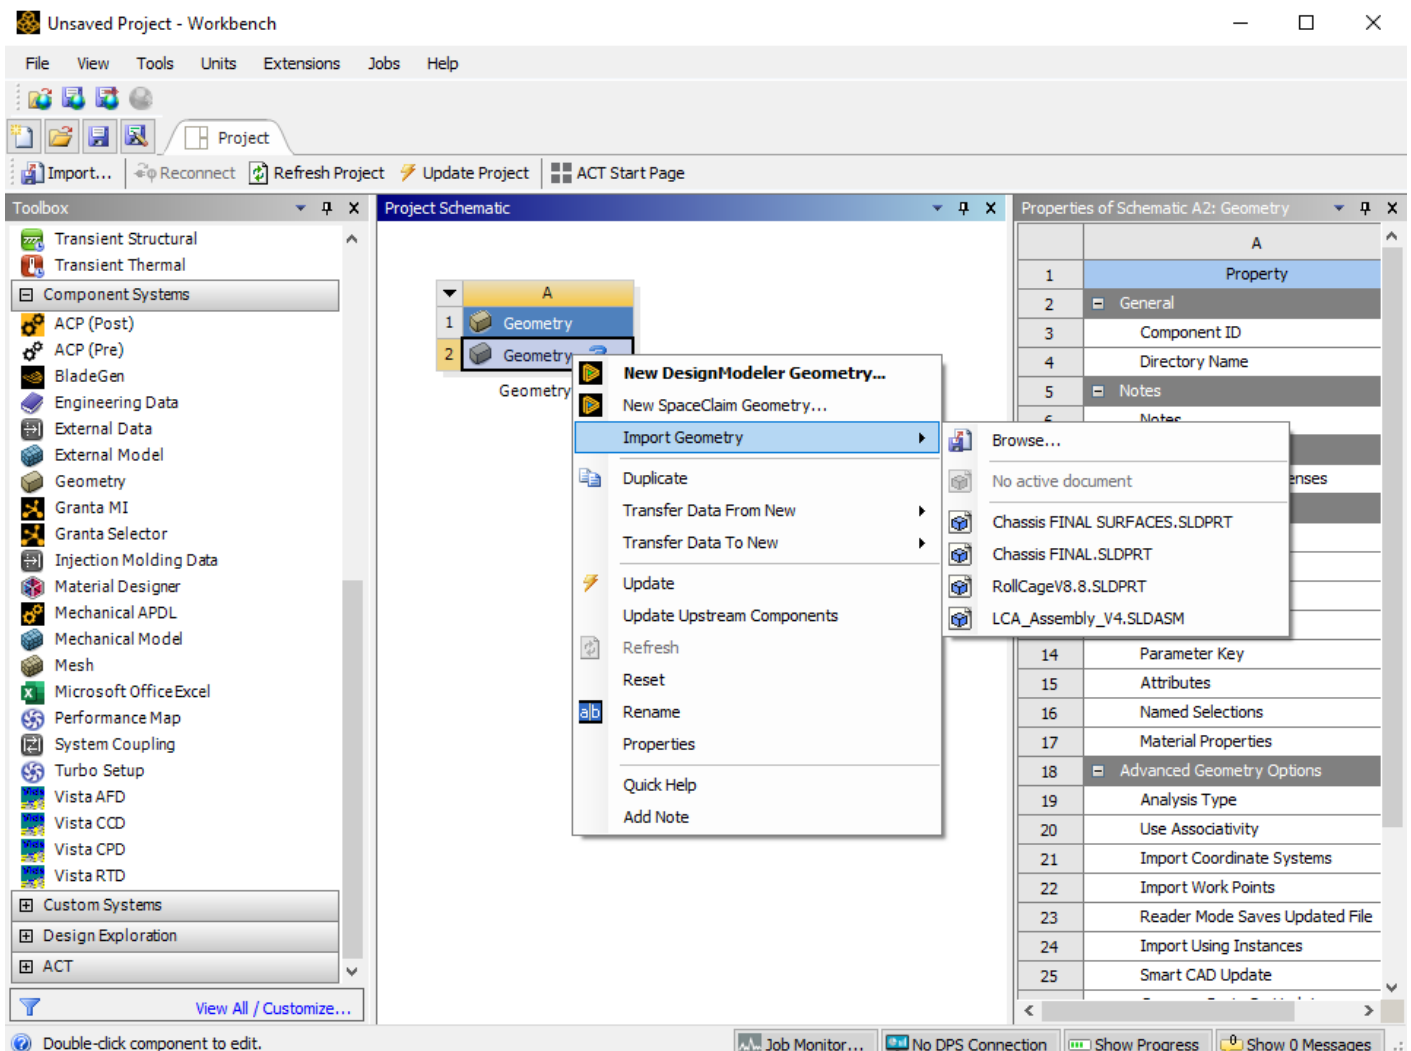 Unsaved Project - Workbench
File View Tools Units Extensions Jobs Help
Project
Import... Reconnect Refresh Project Update Project ACT Start Page
Toolbox
Transient Structural
Transient Thermal
Component Systems
ACP (Post)
ACP (Pre)
BladeGen
Engineering Data
External Data
External Model
Geometry
Granta MI
Granta Selector
Injection Molding Data
Material Designer
Mechanical APDL
Mechanical Model
Mesh
Microsoft Office Excel
Performance Map
System Coupling
Turbo Setup
Vista AFD
Vista CCD
Vista CPD
Vista RTD
Custom Systems
Design Exploration
ACT
View All / Customize...
Project Schematic
A
1 Geometry
2 Geometry
Geometry
New DesignModeler Geometry...
New SpaceClaim Geometry...
Import Geometry
Duplicate
Transfer Data From New
Transfer Data To New
Update
Update Upstream Components
Refresh
Reset
a|b Rename
Properties
Quick Help
Add Note
Browse...
No active document
Chassis FINAL SURFACES.SLDPRT
Chassis FINAL.SLDPRT
RollCageV8.8.SLDPRT
LCA_Assembly_V4.SLDASM
Properties of Schematic A2: Geometry
A
1 Property
2 General
3 Component ID
4 Directory Name
5 Notes
6 Notes
enses
14 Parameter Key
15 Attributes
16 Named Selections
17 Material Properties
18 Advanced Geometry Options
19 Analysis Type
20 Use Associativity
21 Import Coordinate Systems
22 Import Work Points
23 Reader Mode Saves Updated File
24 Import Using Instances
25 Smart CAD Update
Double-click component to edit.
Job Monitor... No DPS Connection Show Progress Show 0 Messages